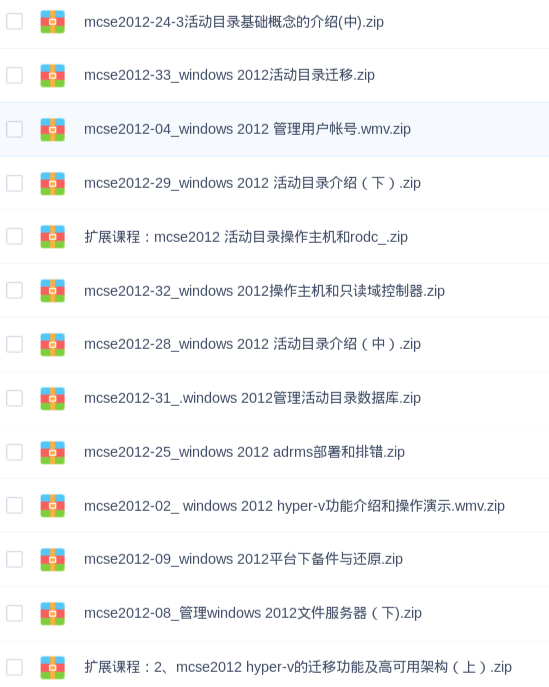 mcse2012-24-3活动目录基础概念的介绍(中).zip
mcse2012-33_windows 2012活动目录迁移.zip
mcse2012-04_windows 2012 管理用户帐号.wmv.zip
mcse2012-29_windows 2012 活动目录介绍（下）.zip
扩展课程：mcse2012 活动目录操作主机和rodc_.zip
mcse2012-32_windows 2012操作主机和只读域控制器.zip
mcse2012-28_windows 2012 活动目录介绍（中）.zip
mcse2012-31_.windows 2012管理活动目录数据库.zip
mcse2012-25_windows 2012 adrms部署和排错.zip
mcse2012-02_ windows 2012 hyper-v功能介绍和操作演示.wmv.zip
mcse2012-09_windows 2012平台下备件与还原.zip
mcse2012-08_管理windows 2012文件服务器（下).zip
扩展课程：2、mcse2012 hyper-v的迁移功能及高可用架构（上）.zip